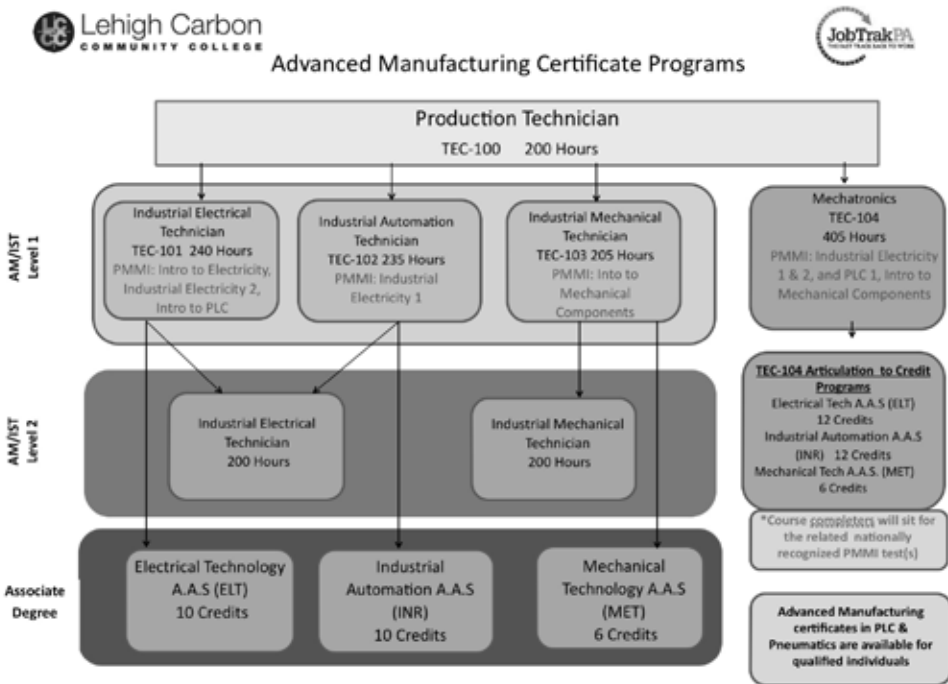 LCCC
Lehigh Carbon
COMMUNITY COLLEGE
JobTrakPA
THE FAST TRACK BACK TO WORK
Advanced Manufacturing Certificate Programs
Production Technician
TEC-100 200 Hours
AM/IST
Level 1
Industrial Electrical
Technician
TEC-101 240 Hours
PMMI: Intro to Electricity,
Industrial Electricity 2,
Intro to PLC
Industrial Automation
Technician
TEC-102 235 Hours
PMMI: Industrial
Electricity 1
Industrial Mechanical
Technician
TEC-103 205 Hours
PMMI: Into to
Mechanical
Components
Mechatronics
TEC-104
405 Hours
PMMI: Industrial Electricity
1 & 2, and PLC 1, Intro to
Mechanical Components
AM/IST
Level 2
Industrial Electrical
Technician
200 Hours
Industrial Mechanical
Technician
200 Hours
TEC-104 Articulation to Credit
Programs
Electrical Tech A.A.S (ELT)
12 Credits
Industrial Automation A.A.S
(INR) 12 Credits
Mechanical Tech A.A.S. (MET)
6 Credits
*Course completers will sit for
the related nationally
recognized PMMI test(s)
Associate
Degree
Electrical Technology
A.A.S (ELT)
10 Credits
Industrial
Automation A.A.S
(INR)
10 Credits
Mechanical
Technology A.A.S
(MET)
6 Credits
Advanced Manufacturing
certificates in PLC &
Pneumatics are available for
qualified individuals